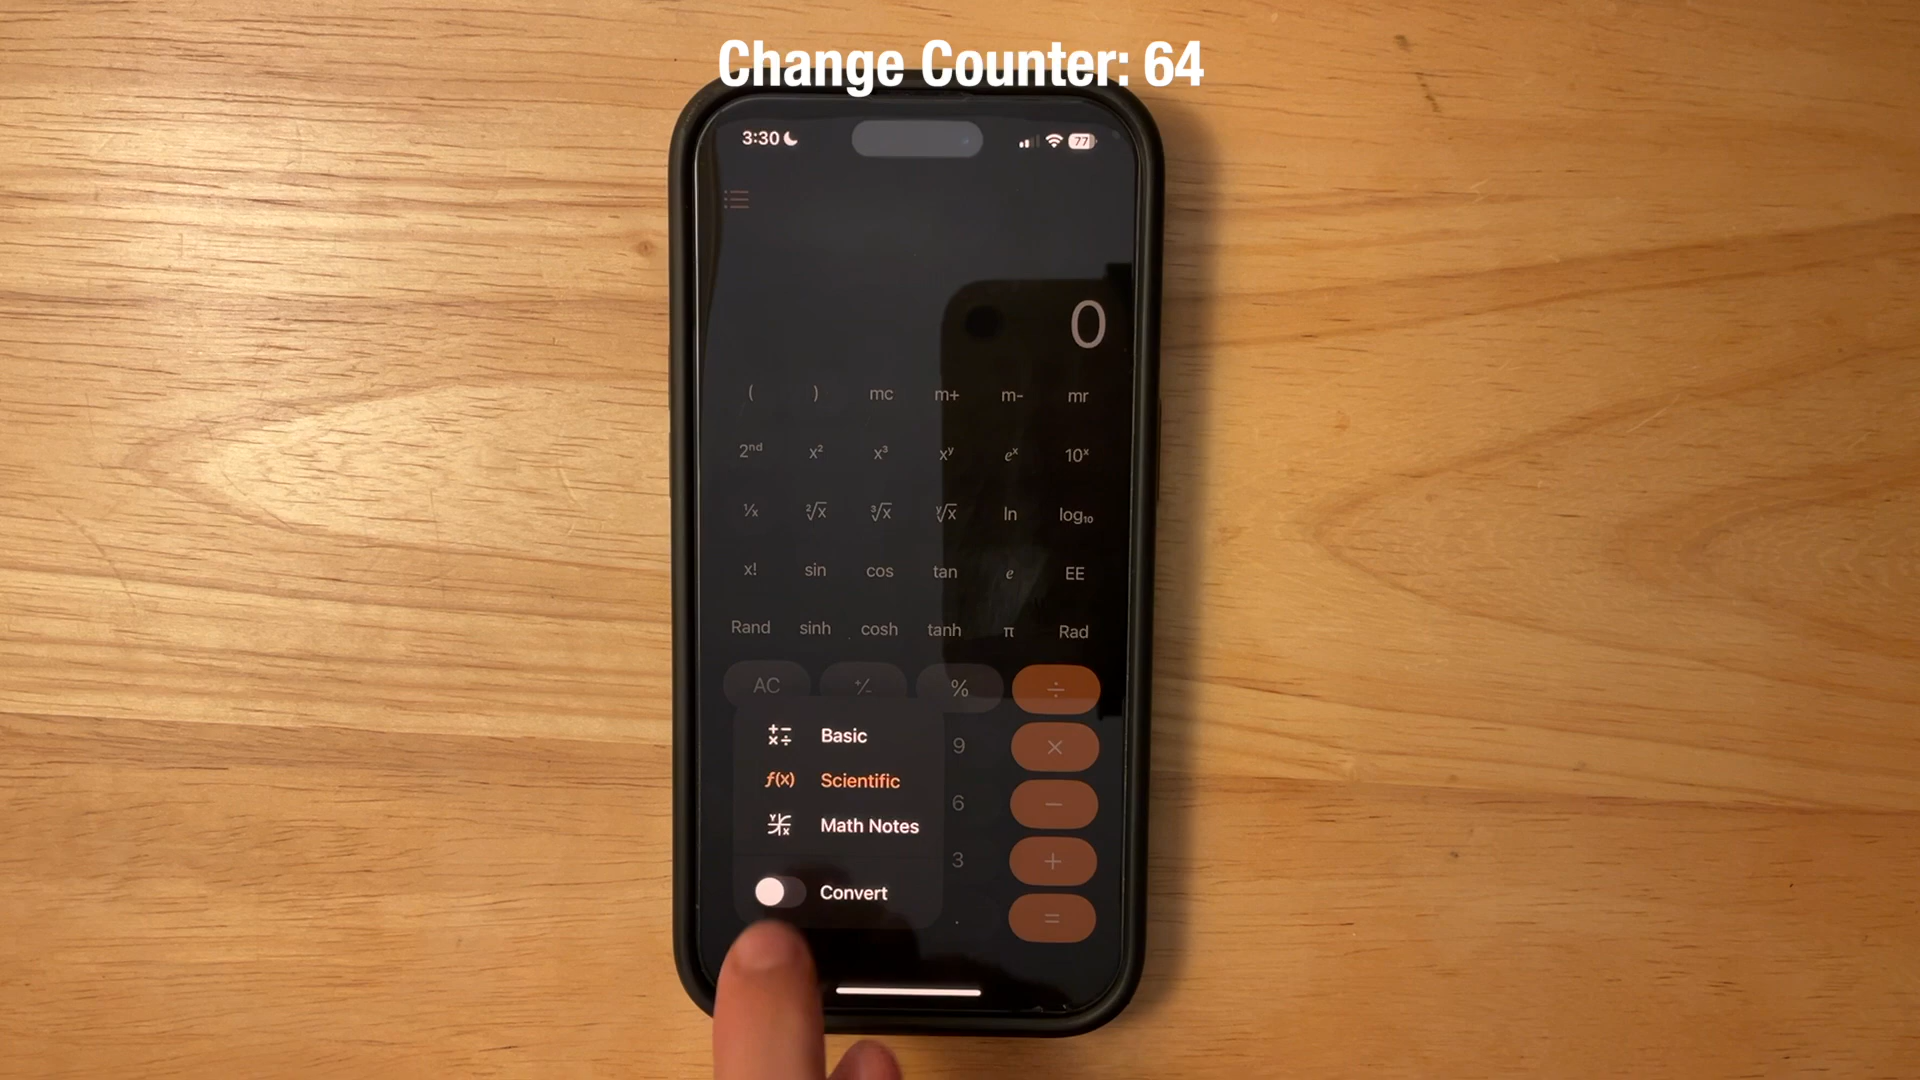 Change Counter: 64
3:30
77
0
( ) mc m+ m- mr
2ⁿᵈ x² x³ xʸ eˣ 10ˣ
¹⁄x ²√x ³√x ʸ√x ln log₁₀
x! sin cos tan e EE
Rand sinh cosh tanh π Rad
AC +/- % ÷
Basic
9 ×
Scientific
6 −
Math Notes
3 +
Convert
. =